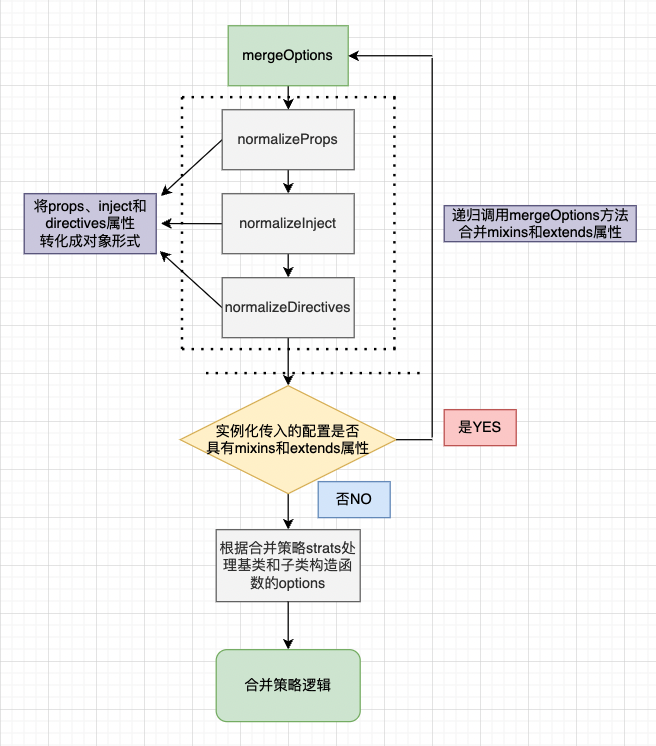 mergeOptions
normalizeProps
将props、inject和
directives属性
转化成对象形式
normalizeInject
递归调用mergeOptions方法
合并mixins和extends属性
normalizeDirectives
实例化传入的配置是否
具有mixins和extends属性
是YES
否NO
根据合并策略strats处
理基类和子类构造函
数的options
合并策略逻辑